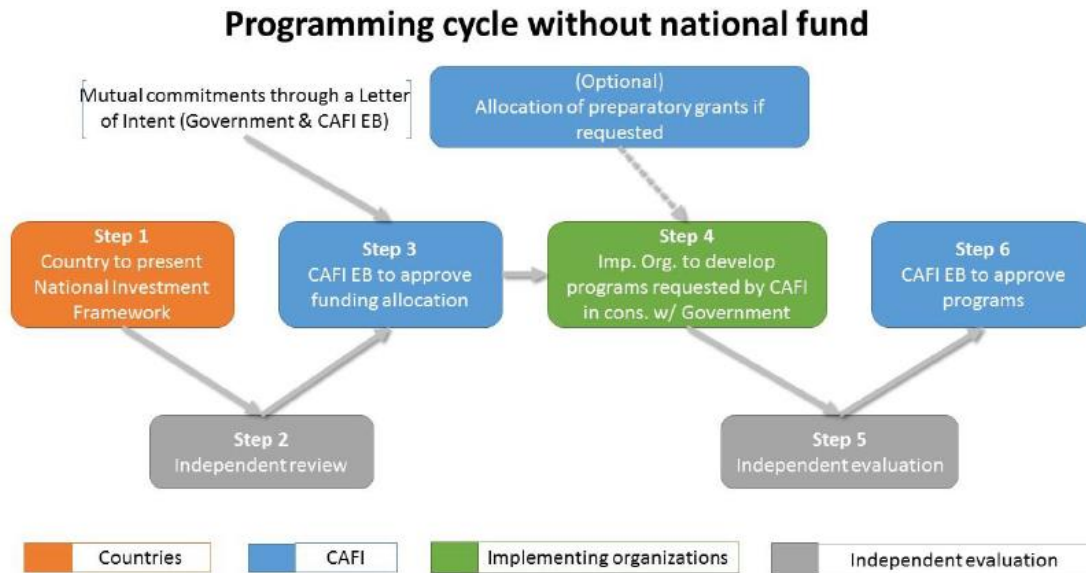 Programming cycle without national fund
Mutual commitments through a Letter
of Intent (Government & CAFI EB)
(Optional)
Allocation of preparatory grants if
requested
Step 1
Country to present
National Investment
Framework
Step 3
CAFI EB to approve
funding allocation
Step 4
Imp. Org. to develop
programs requested by CAFI
in cons. w/ Government
Step 6
CAFI EB to approve
programs
Step 2
Independent review
Step 5
Independent evaluation
Countries
CAFI
Implementing organizations
Independent evaluation